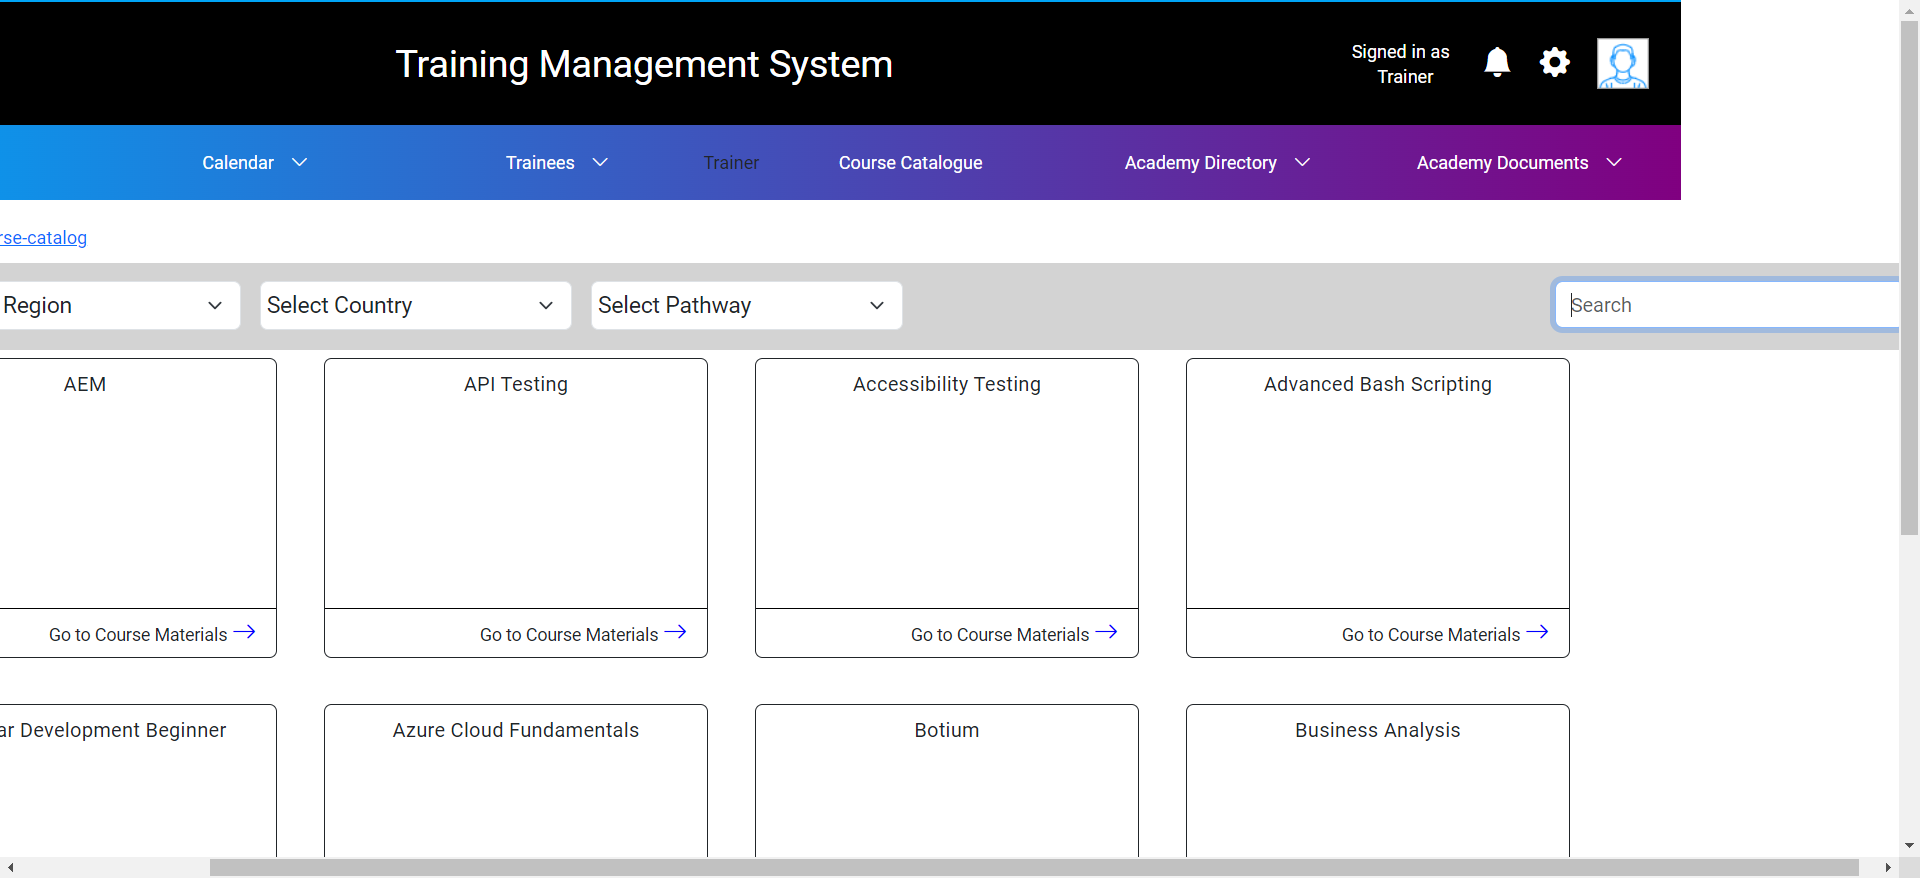 Training Management System
Signed in as
Trainer
Calendar
Trainees
Trainer
Course Catalogue
Academy Directory
Academy Documents
rse-catalog
Region
Select Country
Select Pathway
Search
AEM
API Testing
Accessibility Testing
Advanced Bash Scripting
Go to Course Materials
Go to Course Materials
Go to Course Materials
Go to Course Materials
ar Development Beginner
Azure Cloud Fundamentals
Botium
Business Analysis